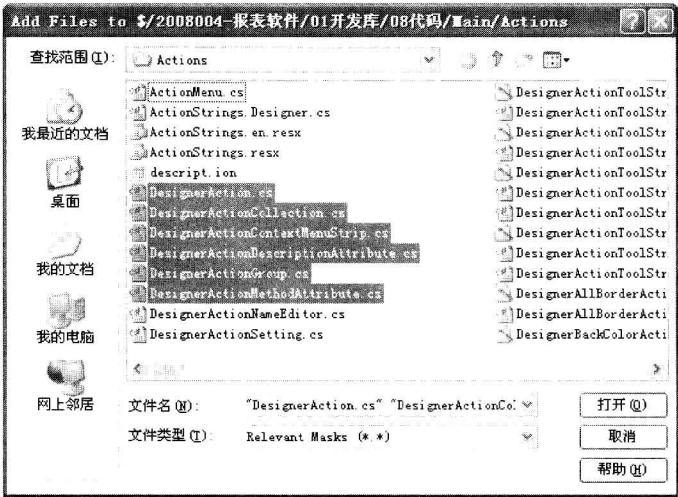 Add Files to $/2008004-报表软件/01开发库/08代码/Main/Actions
查找范围(I):
Actions
我最近的文档
桌面
我的文档
我的电脑
网上邻居
ActionMenu.cs
ActionStrings.Designer.cs
ActionStrings.en.resx
ActionStrings.resx
descript.ion
DesignerAction.cs
DesignerActionCollaction.cs
DesignerActionContextMenuStrip.cs
DesignerActionDescriptionAttribute.cs
DesignerActionGroup.cs
DesignerActionMethodAttribute.cs
DesignerActionNameEditor.cs
DesignerActionSetting.cs
DesignerActionToolStr
DesignerActionToolStr
DesignerActionToolStr
DesignerActionToolStr
DesignerActionToolStr
DesignerActionToolStr
DesignerActionToolStr
DesignerActionToolStr
DesignerActionToolStr
DesignerActionToolStr
DesignerAllBorderActi
DesignerAllBorderActi
DesignerBackColorActi
文件名(N):
"DesignerAction.cs" "DesignerActionCo:
打开(O)
文件类型(T):
Relevant Masks (*.*)
取消
帮助(H)